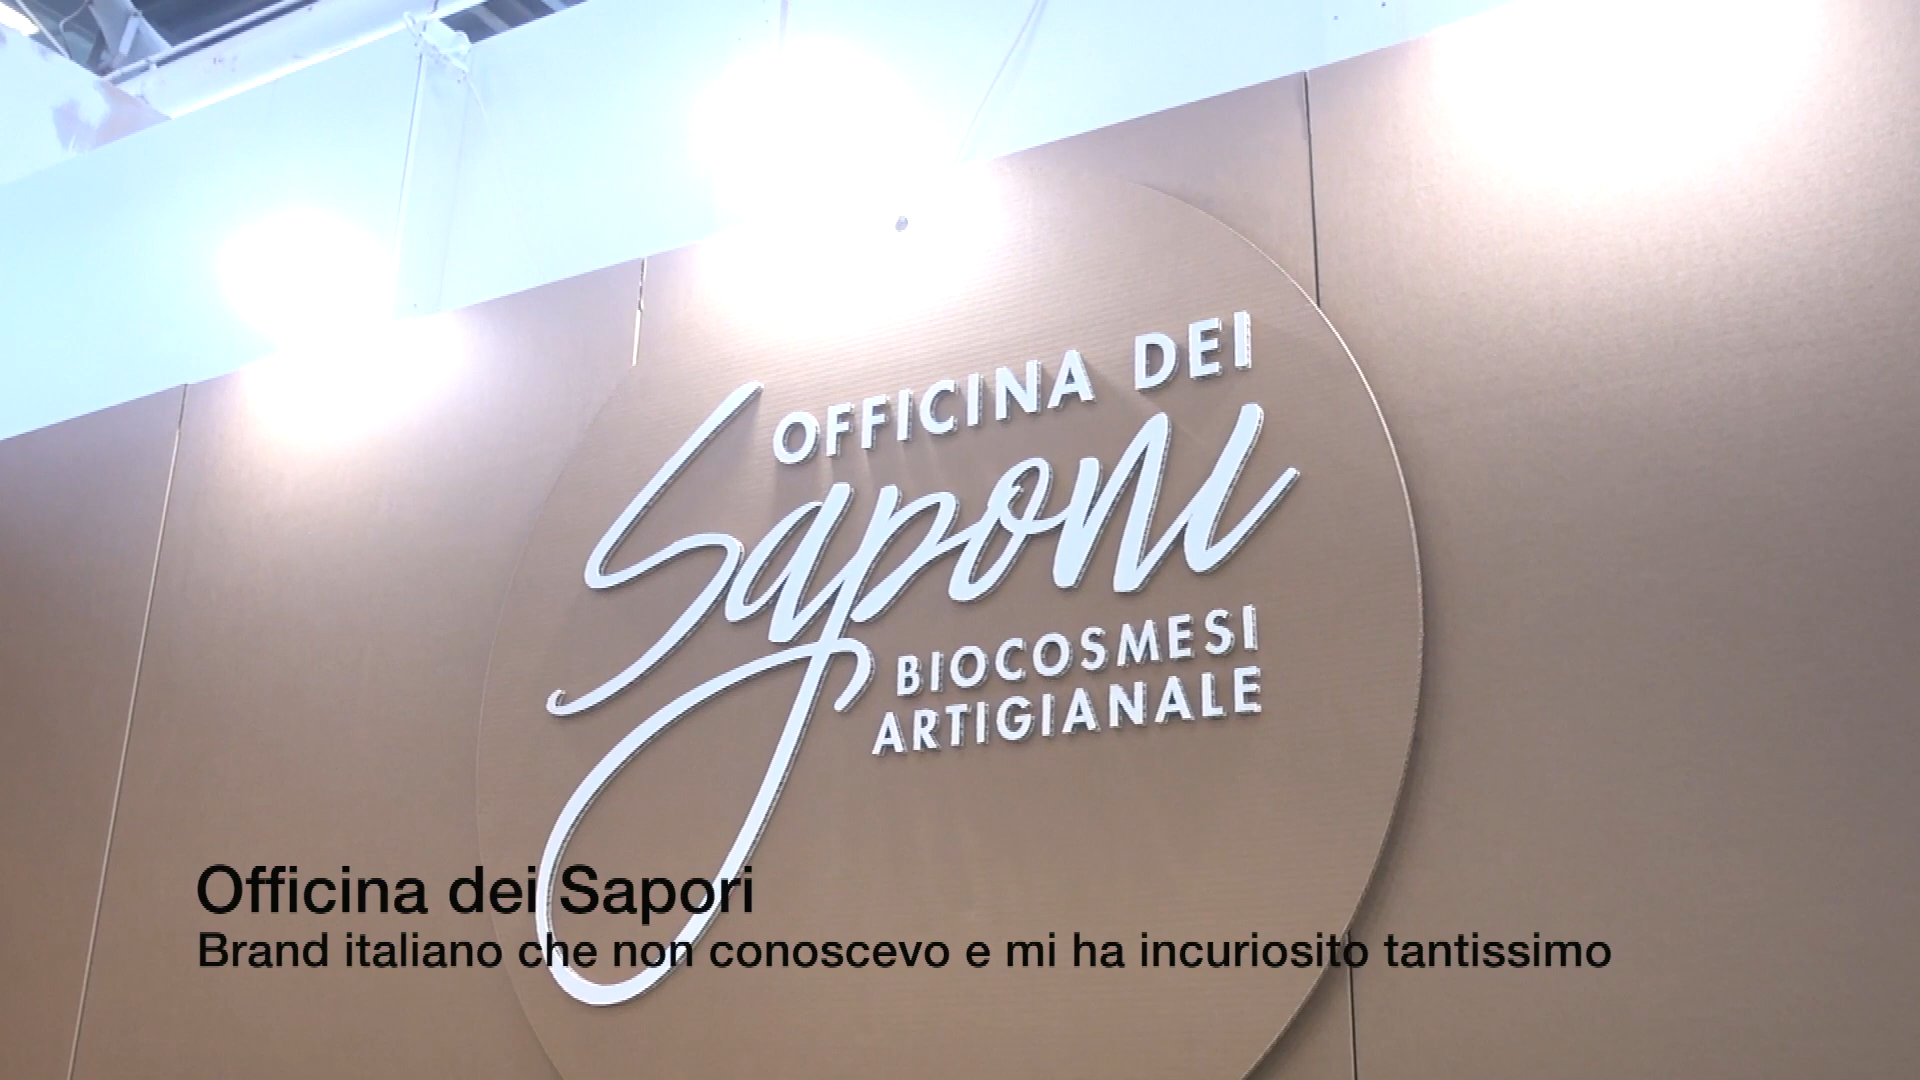 OFFICINA DEI
Saponi
BIOCOSMESI
ARTIGIANALE
Officina dei Sapori
Brand italiano che non conoscevo e mi ha incuriosito tantissimo